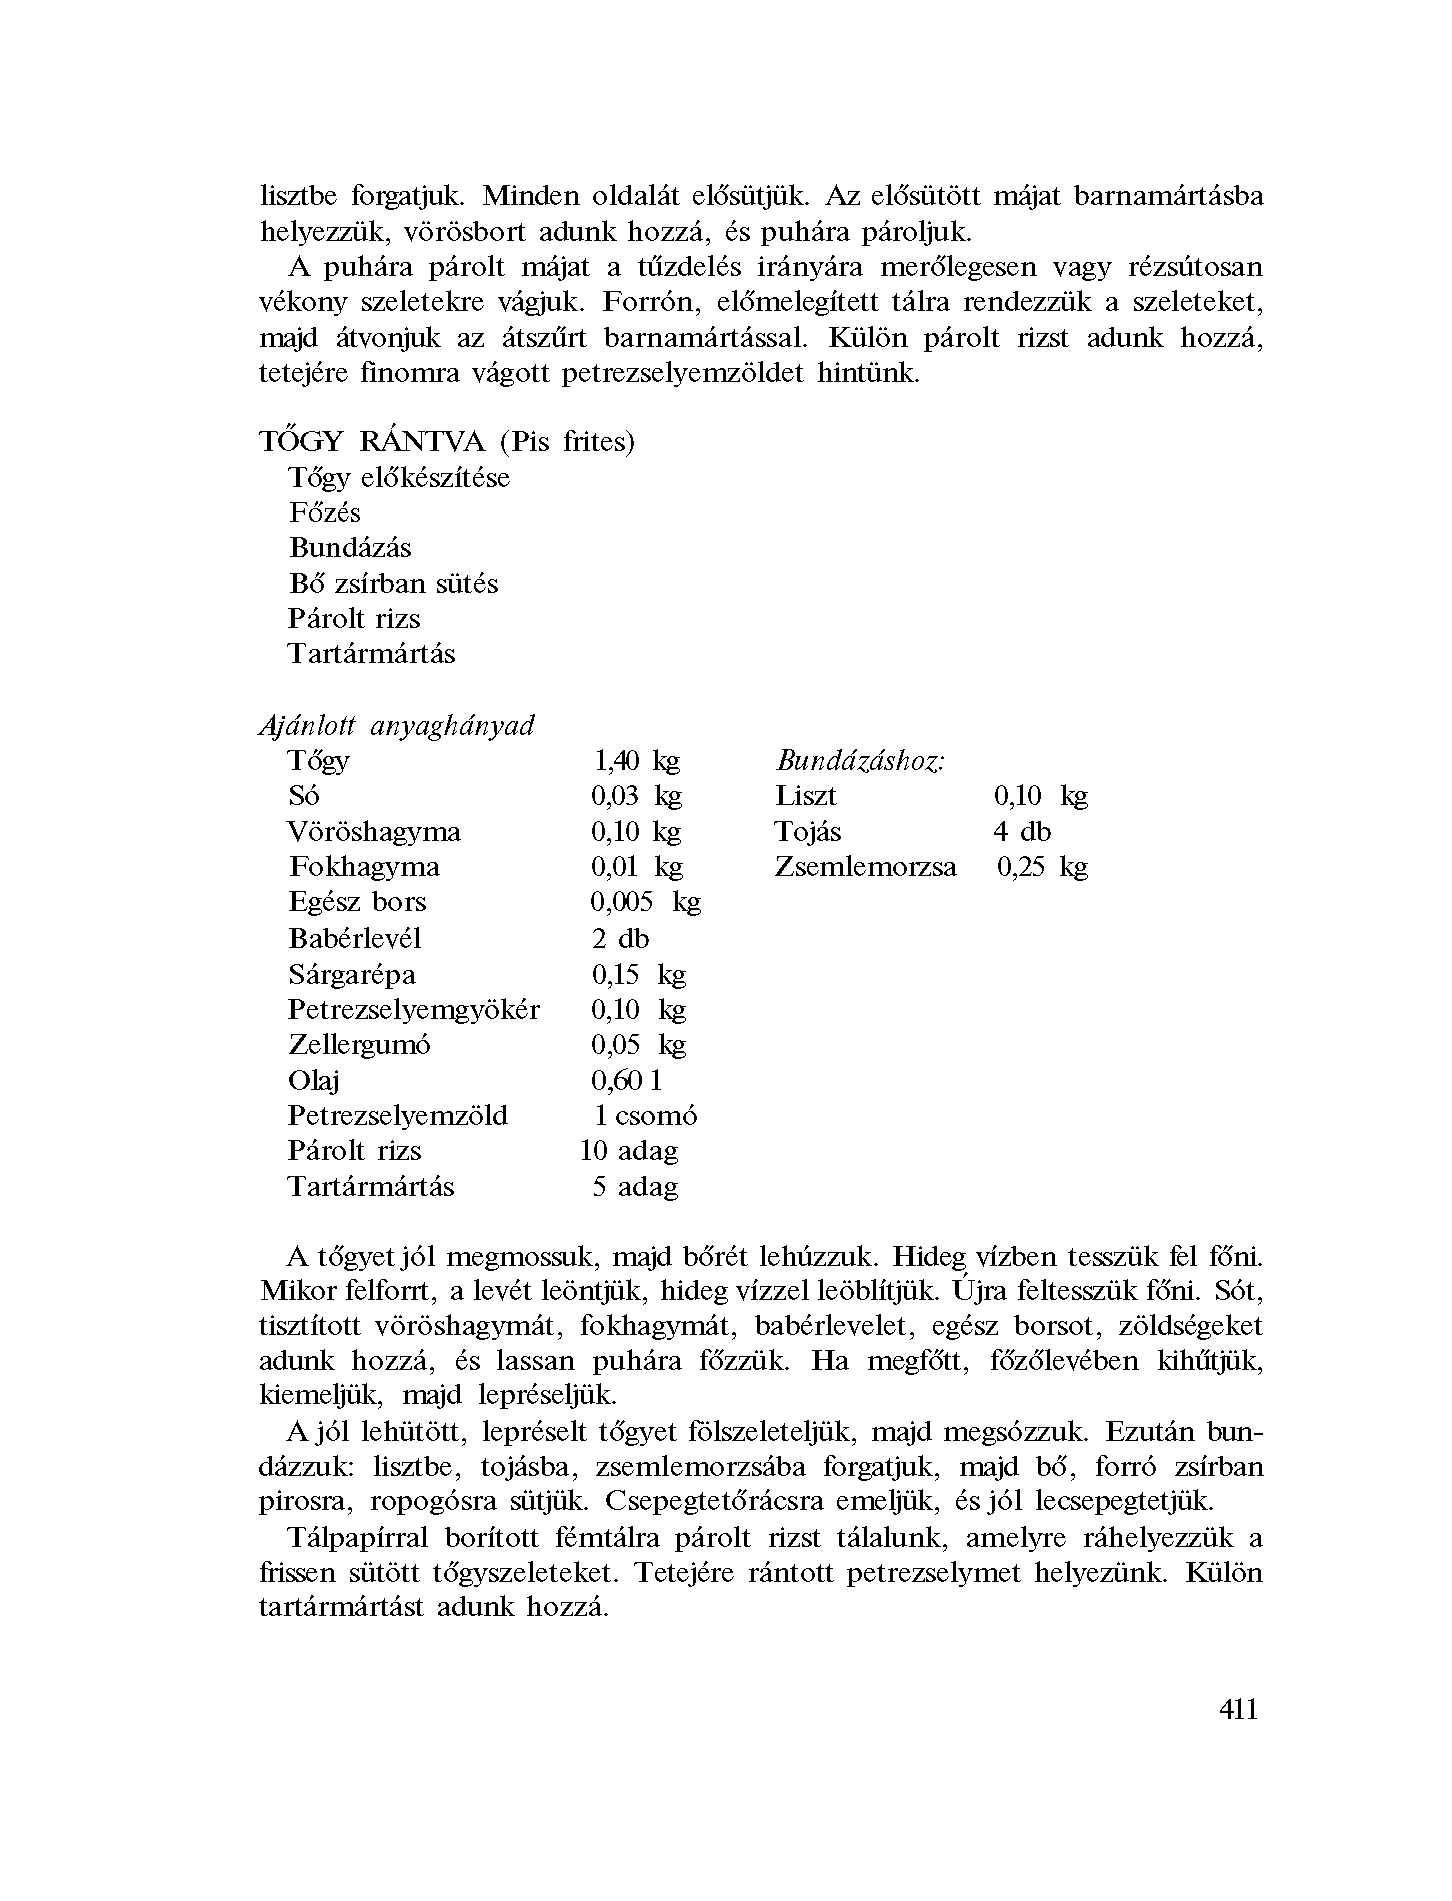 lisztbe forgatjuk. Minden oldalát elősütjük. Az elősütött májat barnamártásba
helyezzük, vörösbort adunk hozzá, és puhára pároljuk.
A puhára párolt májat a tűzdelés irányára merőlegesen vagy rézsútosan
vékony szeletekre vágjuk. Forrón, előmelegített tálra rendezzük a szeleteket,
majd átvonjuk az átszűrt barnamártással. Külön párolt rizst adunk hozzá,
tetejére finomra vágott petrezselyemzöldet hintünk.
TŐGY RÁNTVA (Pis frites)
Tőgy előkészítése
Főzés
Bundázás
Bő zsírban sütés
Párolt rizs
Tartármártás
Ajánlott anyaghányad
Tőgy 1,40 kg Bundázáshoz:
Só 0,03 kg Liszt 0,10 kg
Vöröshagyma 0,10 kg Tojás 4 db
Fokhagyma 0,01 kg Zsemlemorzsa 0,25 kg
Egész bors 0,005 kg
Babérlevél 2 db
Sárgarépa 0,15 kg
Petrezselyemgyökér 0,10 kg
Zellergumó 0,05 kg
Olaj 0,60 l
Petrezselyemzöld 1 csomó
Párolt rizs 10 adag
Tartármártás 5 adag
A tőgyet jól megmossuk, majd bőrét lehúzzuk. Hideg vízben tesszük fel főni.
Mikor felforrt, a levét leöntjük, hideg vízzel leöblítjük. Újra feltesszük főni. Sót,
tisztított vöröshagymát, fokhagymát, babérlevelet, egész borsot, zöldségeket
adunk hozzá, és lassan puhára főzzük. Ha megfőtt, főzőlevében kihűtjük,
kiemeljük, majd lepréseljük.
A jól lehütött, lepréselt tőgyet fölszeleteljük, majd megsózzuk. Ezután bun-
dázzuk: lisztbe, tojásba, zsemlemorzsába forgatjuk, majd bő, forró zsírban
pirosra, ropogósra sütjük. Csepegtetőrácsra emeljük, és jól lecsepegtetjük.
Tálpapírral borított fémtálra párolt rizst tálalunk, amelyre ráhelyezzük a
frissen sütött tőgyszeleteket. Tetejére rántott petrezselymet helyezünk. Külön
tartármártást adunk hozzá.
411